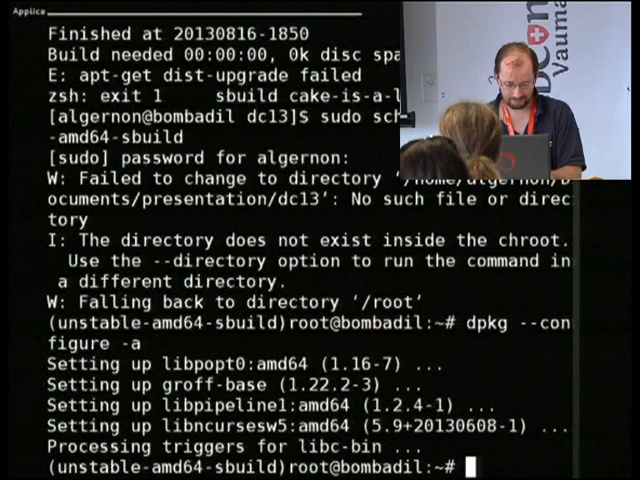 Applica
Finished at 20130816-1850
Build needed 00:00:00, 0k disc spa
E: apt-get dist-upgrade failed
zsh: exit 1     sbuild cake-is-a-l
[algernon@bombadil dc13]$ sudo sch
-amd64-sbuild
[sudo] password for algernon:
W: Failed to change to directory ‘/home/algernon/D
ocuments/presentation/dc13’: No such file or direc
tory
I: The directory does not exist inside the chroot.
Use the --directory option to run the command in
a different directory.
W: Falling back to directory ‘/root’
(unstable-amd64-sbuild)root@bombadil:~# dpkg --con
figure -a
Setting up libpopt0:amd64 (1.16-7) ...
Setting up groff-base (1.22.2-3) ...
Setting up libpipeline1:amd64 (1.2.4-1) ...
Setting up libncursesw5:amd64 (5.9+20130608-1) ...
Processing triggers for libc-bin ...
(unstable-amd64-sbuild)root@bombadil:~#
Conf
Vauma